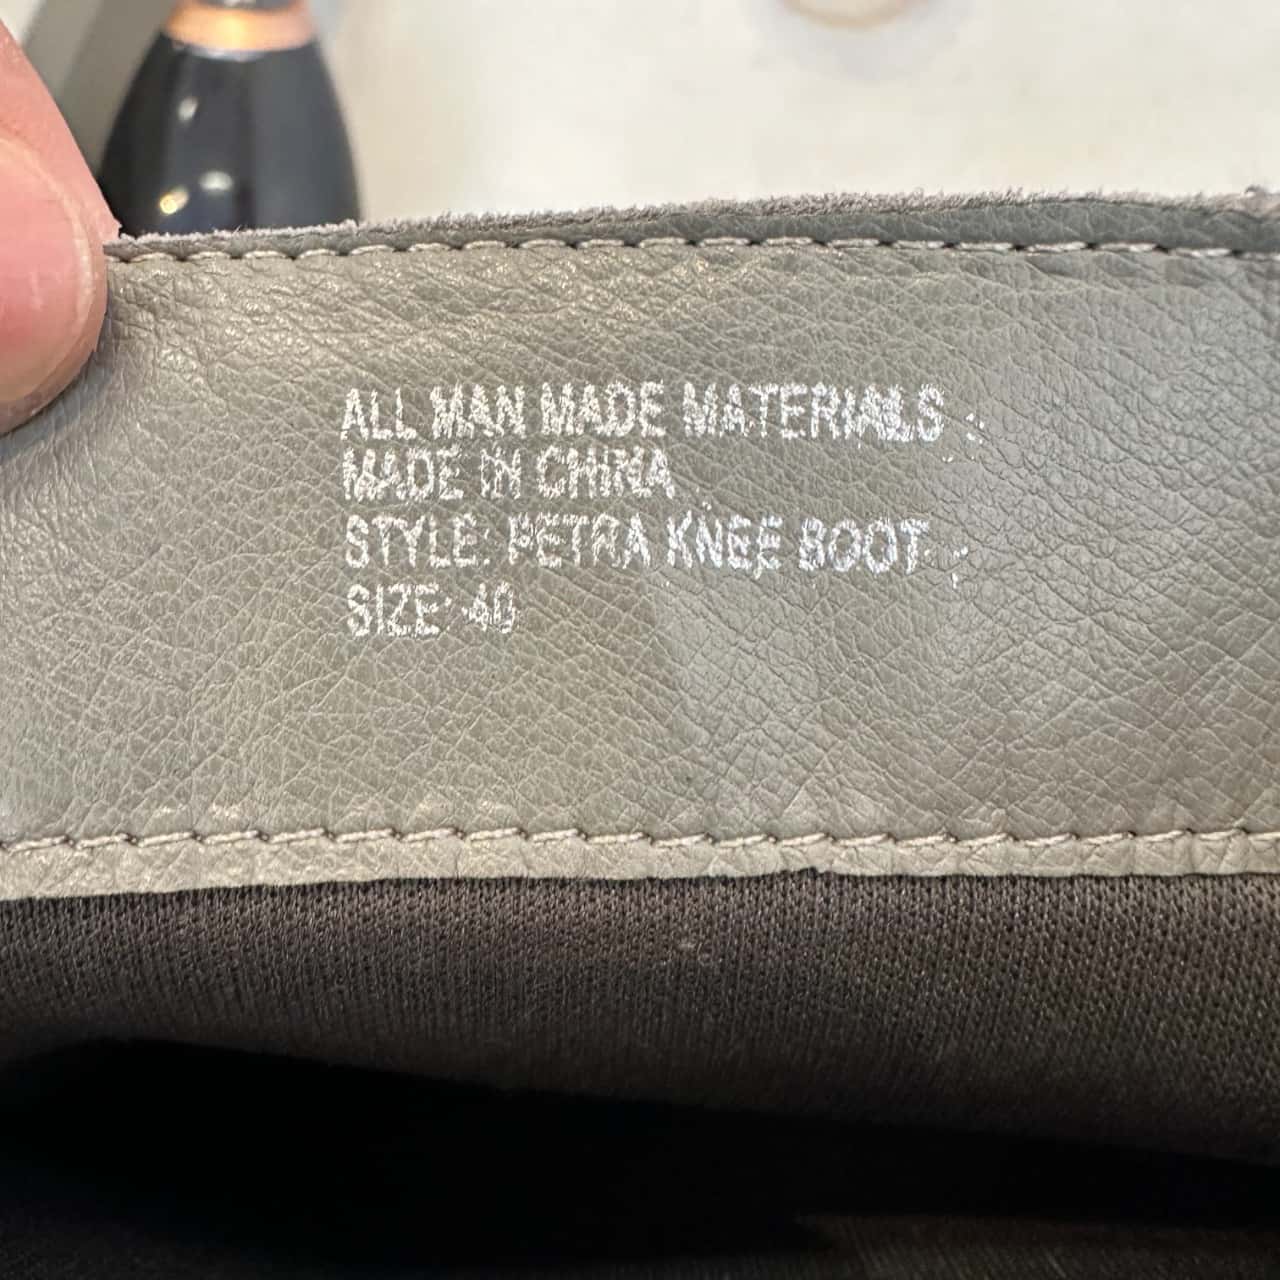 ALL MAN MADE MATERIALS
MADE IN CHINA
STYLE: PETRA KNEE BOOT
SIZE: 40